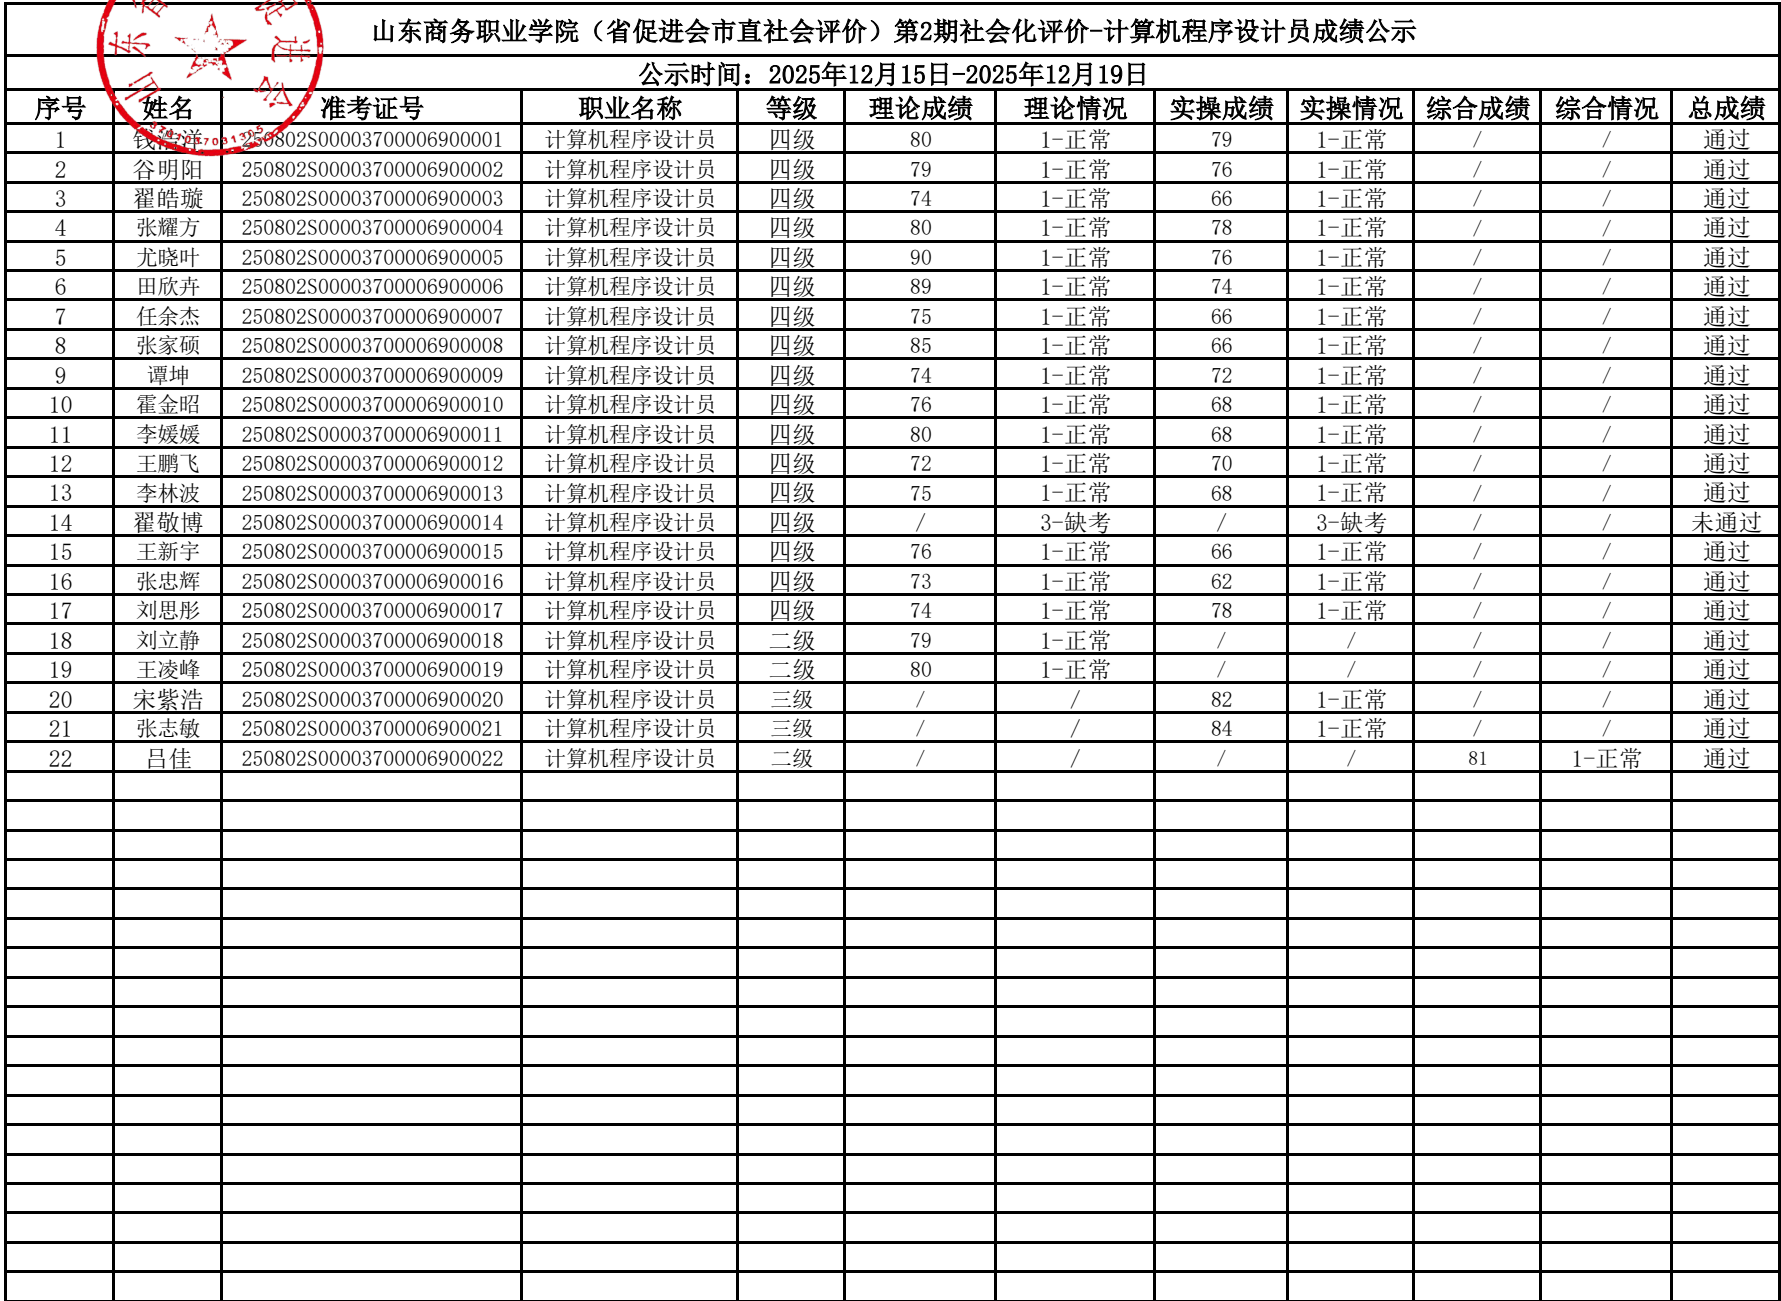 山东商务职业学院（省促进会市直社会评价）第2期社会化评价-计算机程序设计员成绩公示
公示时间：2025年12月15日-2025年12月19日
序号 姓名 准考证号 职业名称 等级 理论成绩 理论情况 实操成绩 实操情况 综合成绩 综合情况 总成绩
1 钱 250802S00003700006900001 计算机程序设计员 四级 80 1-正常 79 1-正常 / / 通过
2 谷明阳 250802S00003700006900002 计算机程序设计员 四级 79 1-正常 76 1-正常 / / 通过
3 翟皓璇 250802S00003700006900003 计算机程序设计员 四级 74 1-正常 66 1-正常 / / 通过
4 张耀方 250802S00003700006900004 计算机程序设计员 四级 80 1-正常 78 1-正常 / / 通过
5 尤晓叶 250802S00003700006900005 计算机程序设计员 四级 90 1-正常 76 1-正常 / / 通过
6 田欣卉 250802S00003700006900006 计算机程序设计员 四级 89 1-正常 74 1-正常 / / 通过
7 任余杰 250802S00003700006900007 计算机程序设计员 四级 75 1-正常 66 1-正常 / / 通过
8 张家硕 250802S00003700006900008 计算机程序设计员 四级 85 1-正常 66 1-正常 / / 通过
9 谭坤 250802S00003700006900009 计算机程序设计员 四级 74 1-正常 72 1-正常 / / 通过
10 霍金昭 250802S00003700006900010 计算机程序设计员 四级 76 1-正常 68 1-正常 / / 通过
11 李媛媛 250802S00003700006900011 计算机程序设计员 四级 80 1-正常 68 1-正常 / / 通过
12 王鹏飞 250802S00003700006900012 计算机程序设计员 四级 72 1-正常 70 1-正常 / / 通过
13 李林波 250802S00003700006900013 计算机程序设计员 四级 75 1-正常 68 1-正常 / / 通过
14 翟敬博 250802S00003700006900014 计算机程序设计员 四级 / 3-缺考 / 3-缺考 / / 未通过
15 王新宇 250802S00003700006900015 计算机程序设计员 四级 76 1-正常 66 1-正常 / / 通过
16 张忠辉 250802S00003700006900016 计算机程序设计员 四级 73 1-正常 62 1-正常 / / 通过
17 刘思彤 250802S00003700006900017 计算机程序设计员 四级 74 1-正常 78 1-正常 / / 通过
18 刘立静 250802S00003700006900018 计算机程序设计员 二级 79 1-正常 / / / / 通过
19 王凌峰 250802S00003700006900019 计算机程序设计员 二级 80 1-正常 / / / / 通过
20 宋紫浩 250802S00003700006900020 计算机程序设计员 三级 / / 82 1-正常 / / 通过
21 张志敏 250802S00003700006900021 计算机程序设计员 三级 / / 84 1-正常 / / 通过
22 吕佳 250802S00003700006900022 计算机程序设计员 二级 / / / / 81 1-正常 通过
山东省 促进会